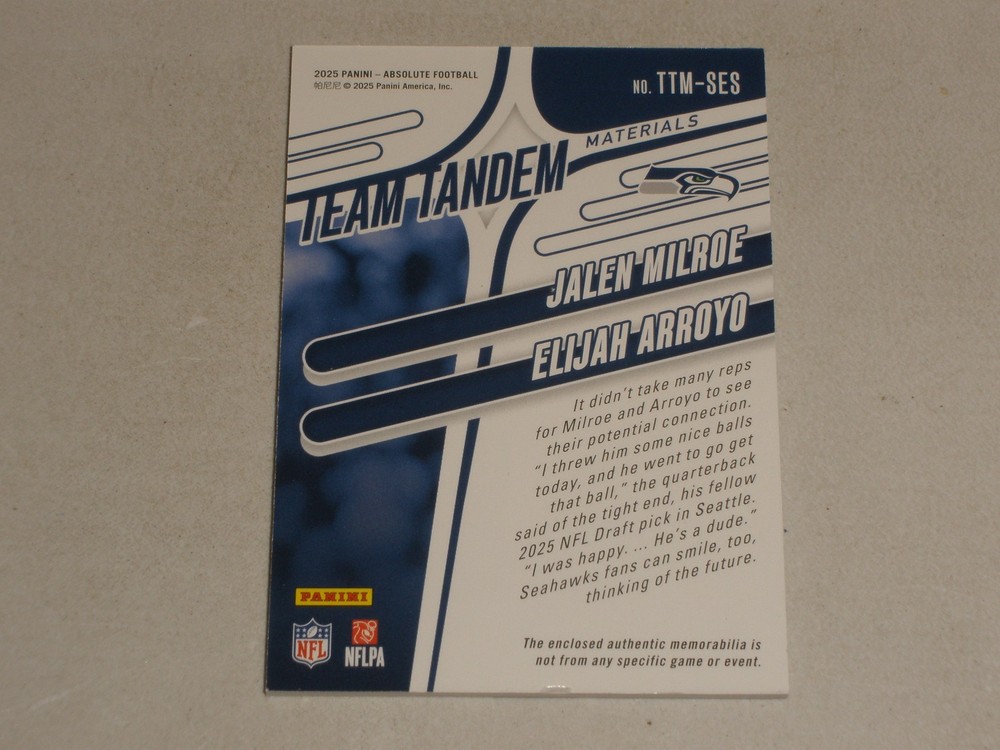 2025 PANINI – ABSOLUTE FOOTBALL
帕尼尼 © 2025 Panini America, Inc.
NO. TTM-SES
MATERIALS
TEAM TANDEM
JALEN MILROE
ELIJAH ARROYO
It didn't take many reps
for Milroe and Arroyo to see
their potential connection.
"I threw him some nice balls
today, and he went to go get
that ball," the quarterback
said of the tight end, his fellow
2025 NFL Draft pick in Seattle.
"I was happy. ... He's a dude."
Seahawks fans can smile, too,
thinking of the future.
PANINI
NFL
NFLPA
The enclosed authentic memorabilia is
not from any specific game or event.